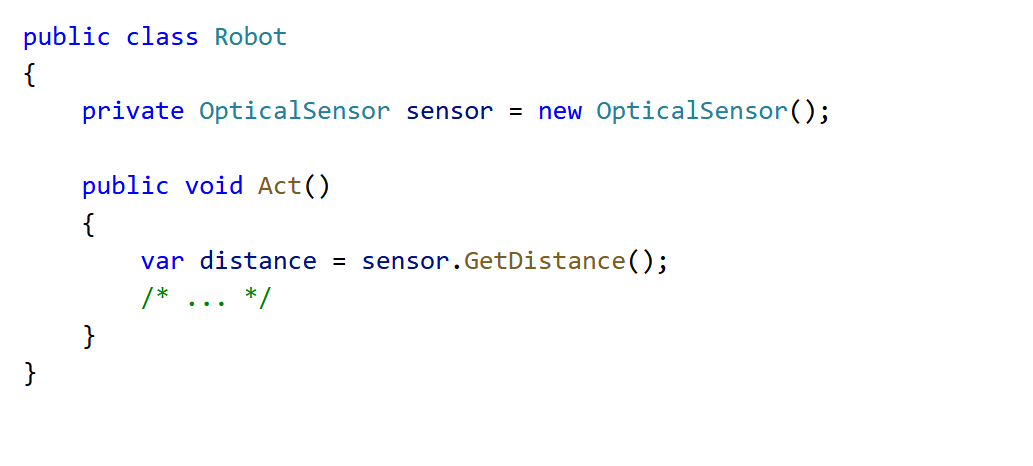 public class Robot
{
    private OpticalSensor sensor = new OpticalSensor();
    public void Act()
    {
        var distance = sensor.GetDistance();
        /* ... */
    }
}